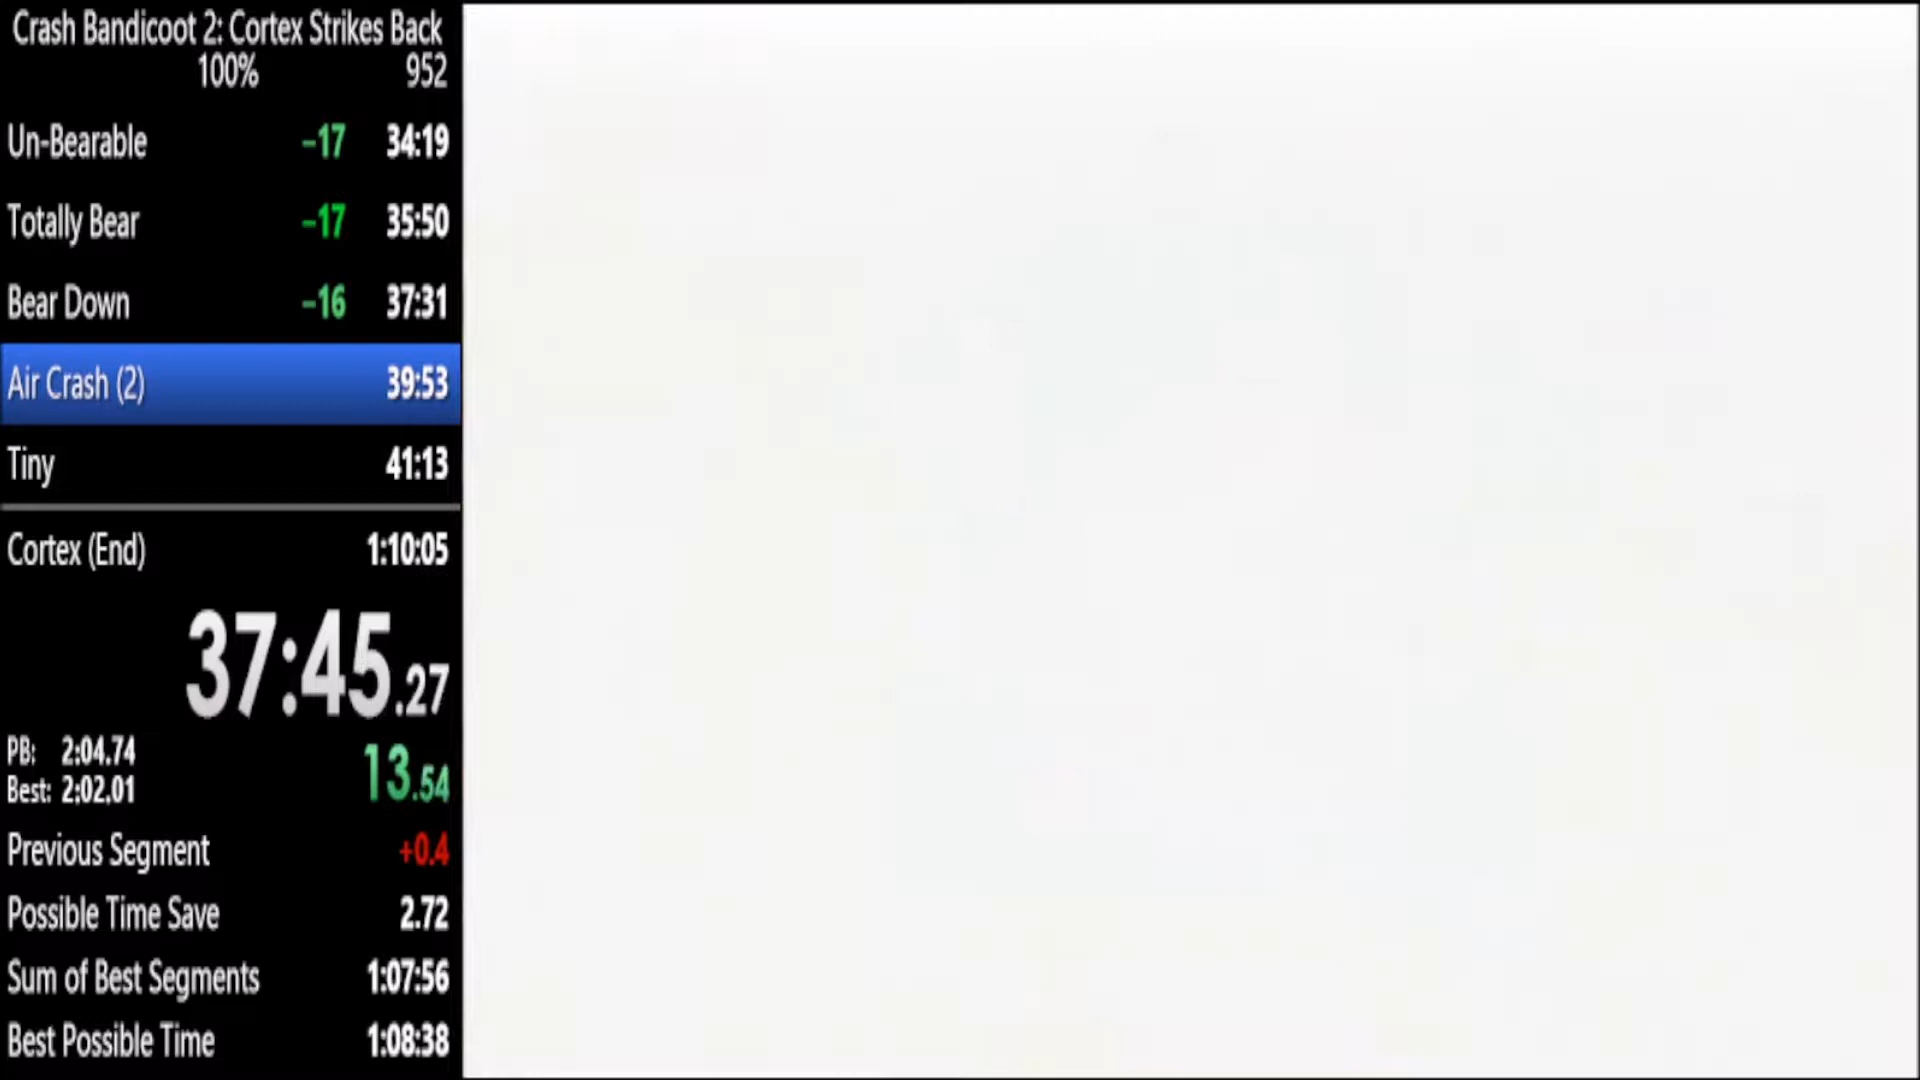 Crash Bandicoot 2: Cortex Strikes Back
100% 952
Un-Bearable -17 34:19
Totally Bear -17 35:50
Bear Down -16 37:31
Air Crash (2) 39:53
Tiny 41:13
Cortex (End) 1:10:05
37:45.27
PB: 2:04.74
Best: 2:02.01
13.54
Previous Segment +0.4
Possible Time Save 2.72
Sum of Best Segments 1:07:56
Best Possible Time 1:08:38